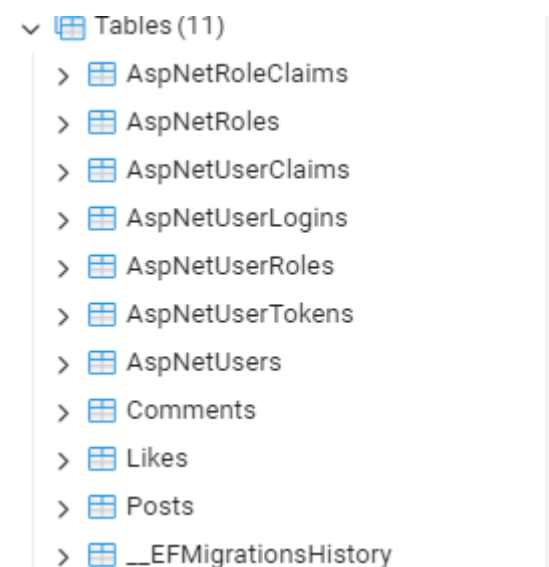 Tables (11)
AspNetRoleClaims
AspNetRoles
AspNetUserClaims
AspNetUserLogins
AspNetUserRoles
AspNetUserTokens
AspNetUsers
Comments
Likes
Posts
__EFMigrationsHistory